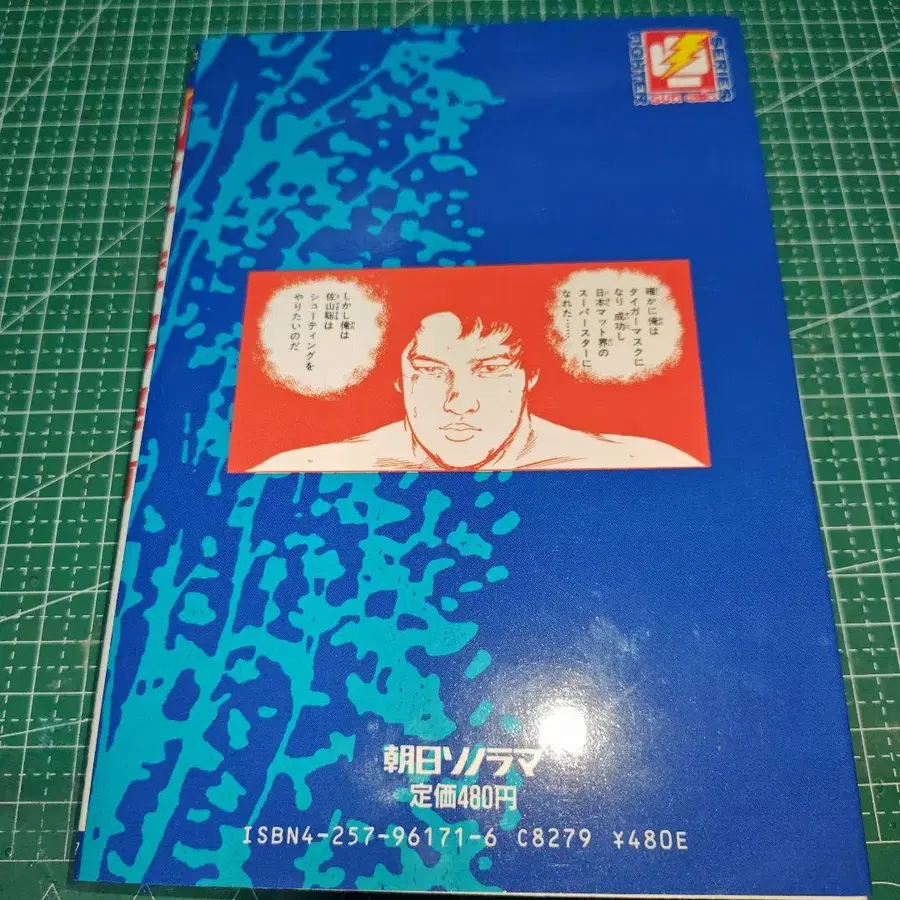 FIGHTER
SERIES
確かに俺は
タイガーマスクに
なり成功し
日本マット界の
スーパースターに
なれた……
しかし俺は
佐山聡は
シューティングを
やりたいのだ
朝日ソノラマ
定価480円
ISBN4-257-96171-6 C8279 ¥480E